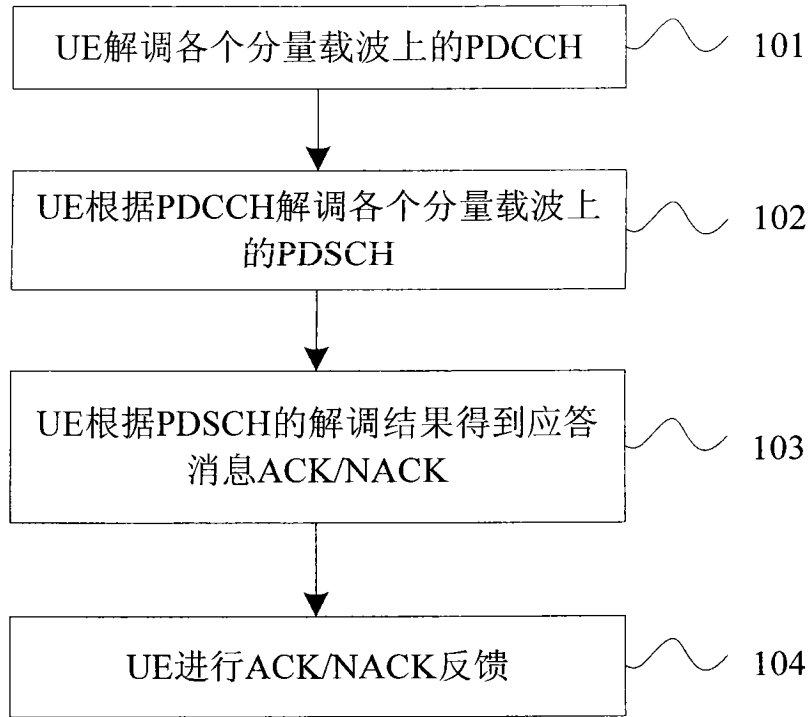 UE解调各个分量载波上的PDCCH
101
UE根据PDCCH解调各个分量载波上
的PDSCH
102
UE根据PDSCH的解调结果得到应答
消息ACK/NACK
103
UE进行ACK/NACK反馈
104